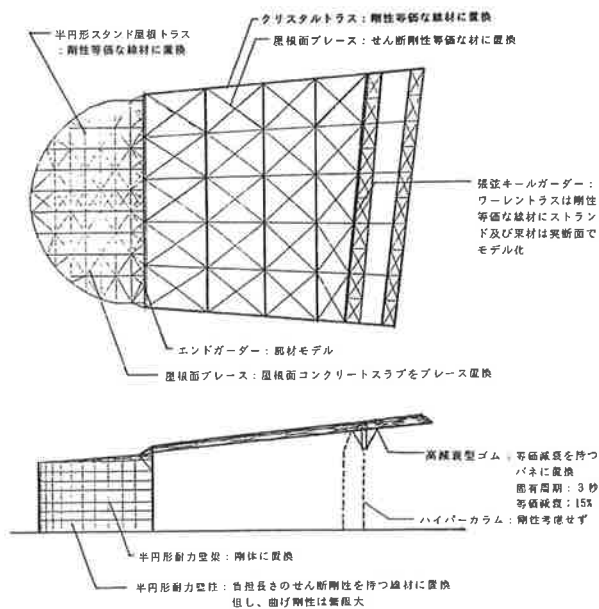 半円形スタンド屋根トラス
：剛性等価な線材に置換
クリスタルトラス：剛性等価な線材に置換
屋根面ブレース：せん断剛性等価な材に置換
張弦キールガーダー：
ワーレントラスは剛性
等価な線材にストラン
ド及び束材は実断面で
モデル化
エンドガーダー：部材モデル
屋根面ブレース：屋根面コンクリートスラブをブレース置換
高減衰型ゴム：等価減衰を持つ
バネに置換
固有周期：3秒
等価減衰：15%
ハイパーカラム：剛性考慮せず
半円形耐力壁梁：剛体に置換
半円形耐力壁柱：負担長さのせん断剛性を持つ線材に置換
但し、曲げ剛性は無限大